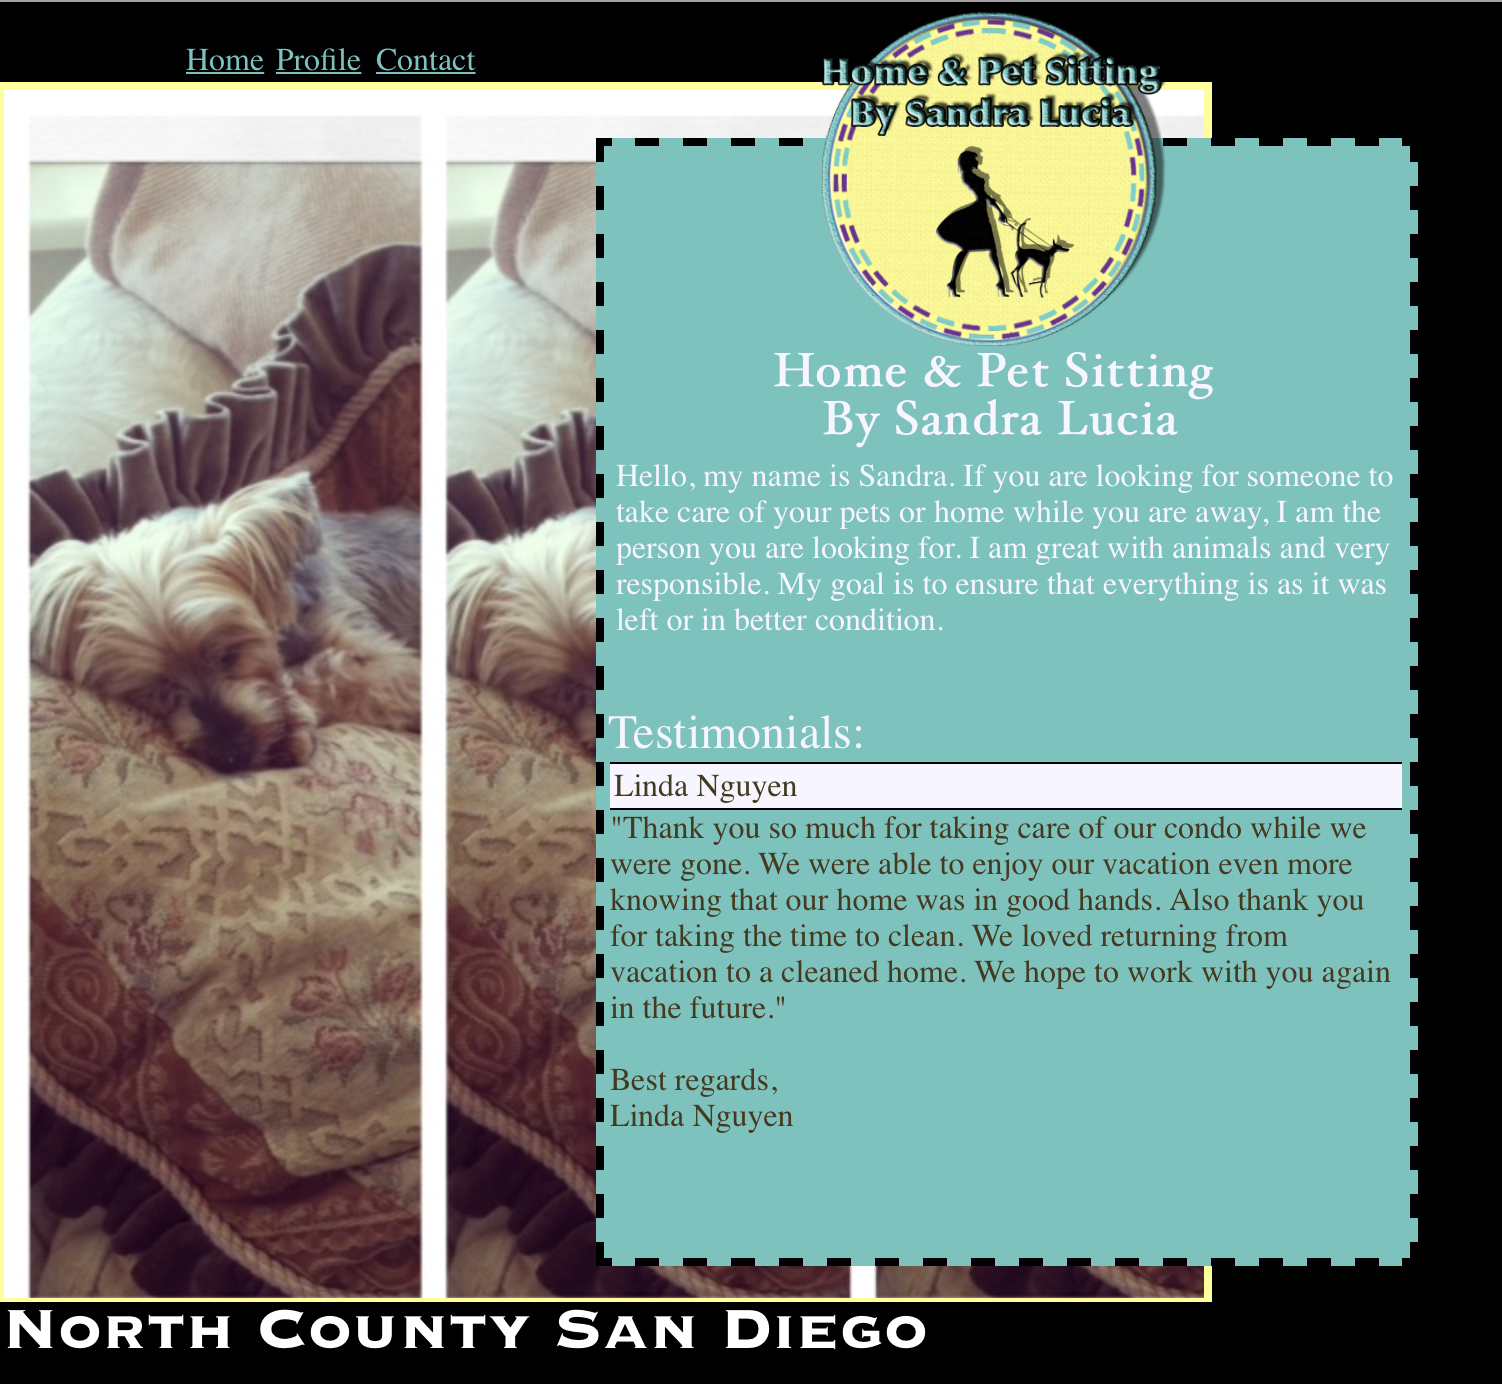 Home Profile Contact
Home & Pet Sitting
By Sandra Lucia
Home & Pet Sitting
By Sandra Lucia
Hello, my name is Sandra. If you are looking for someone to
take care of your pets or home while you are away, I am the
person you are looking for. I am great with animals and very
responsible. My goal is to ensure that everything is as it was
left or in better condition.
Testimonials:
Linda Nguyen
"Thank you so much for taking care of our condo while we
were gone. We were able to enjoy our vacation even more
knowing that our home was in good hands. Also thank you
for taking the time to clean. We loved returning from
vacation to a cleaned home. We hope to work with you again
in the future."
Best regards,
Linda Nguyen
North County San Diego